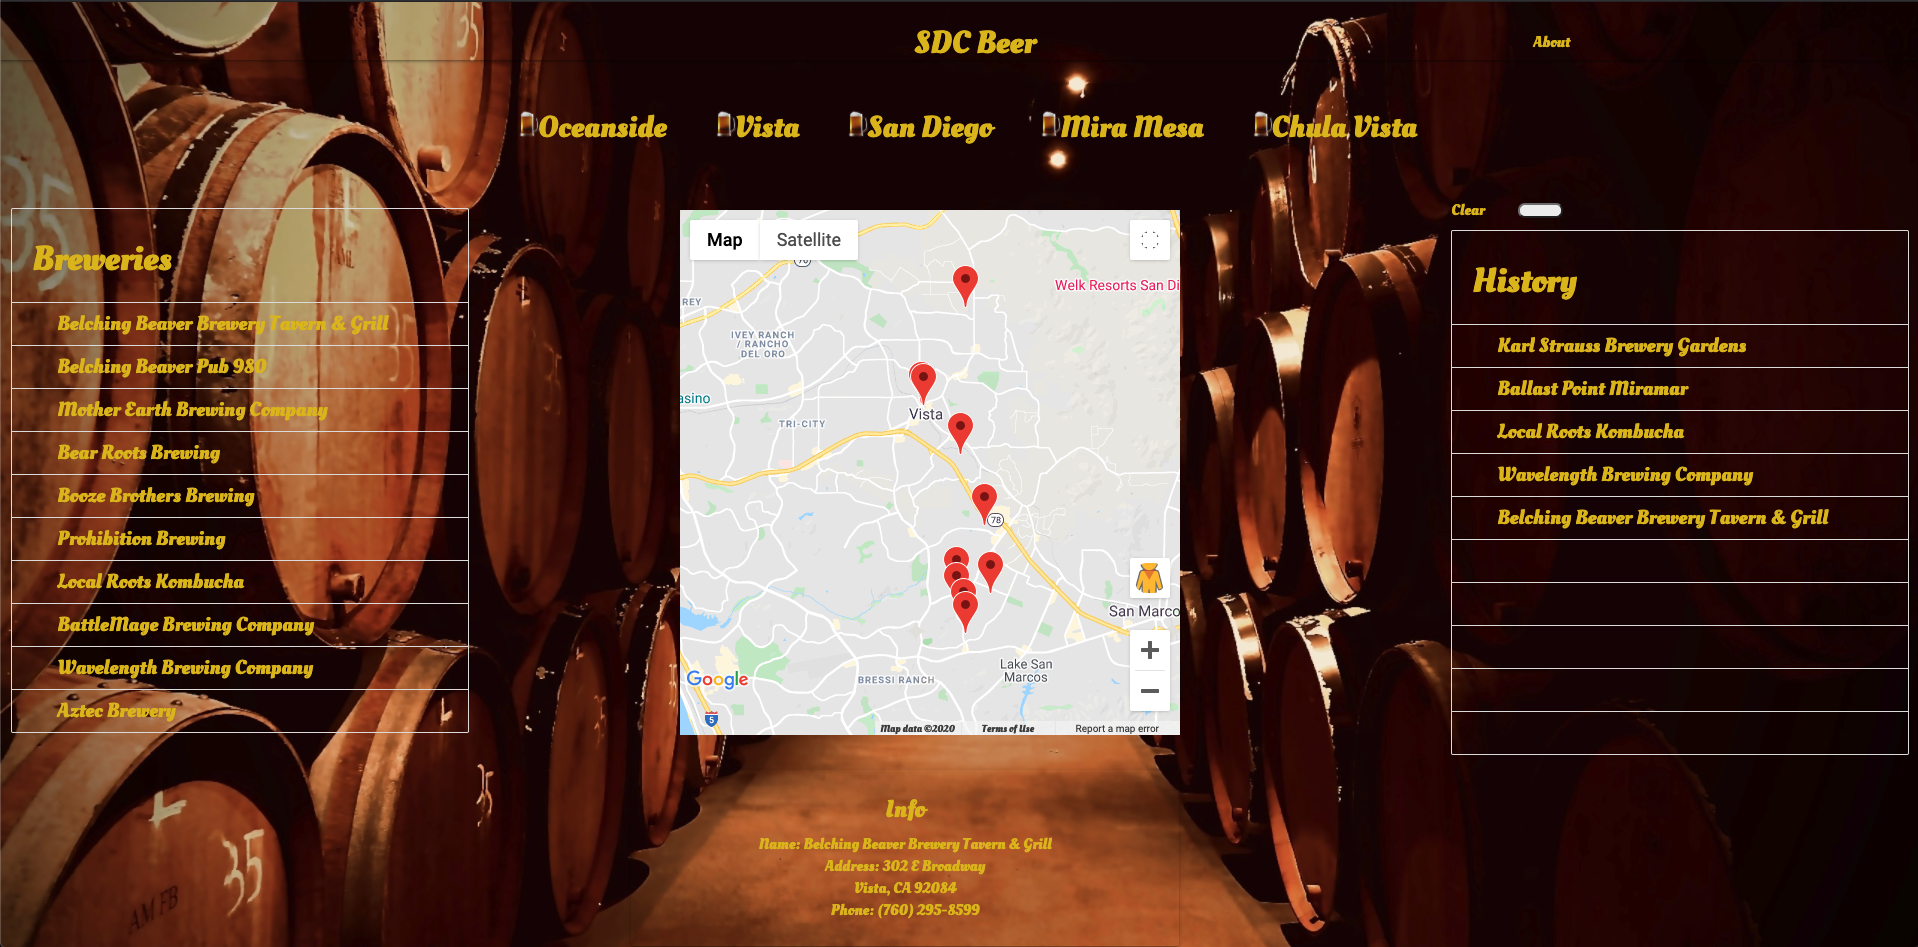 SDC Beer
About
Oceanside
Vista
San Diego
Mira Mesa
Chula Vista
Breweries
Belching Beaver Brewery Tavern & Grill
Belching Beaver Pub 980
Mother Earth Brewing Company
Bear Roots Brewing
Booze Brothers Brewing
Prohibition Brewing
Local Roots Kombucha
BattleMage Brewing Company
Wavelength Brewing Company
Aztec Brewery
Map
Satellite
76
Welk Resorts San Di
REY
IVEY RANCH
/ RANCHO
DEL ORO
asino
Vista
TRI-CITY
78
San Marco
Lake San
Marcos
BRESSI RANCH
Google
5
Map data ©2020
Terms of Use
Report a map error
Clear
History
Karl Strauss Brewery Gardens
Ballast Point Miramar
Local Roots Kombucha
Wavelength Brewing Company
Belching Beaver Brewery Tavern & Grill
Info
Name: Belching Beaver Brewery Tavern & Grill
Address: 302 E Broadway
Vista, CA 92084
Phone: (760) 295-8599
35
35
35
AM FB